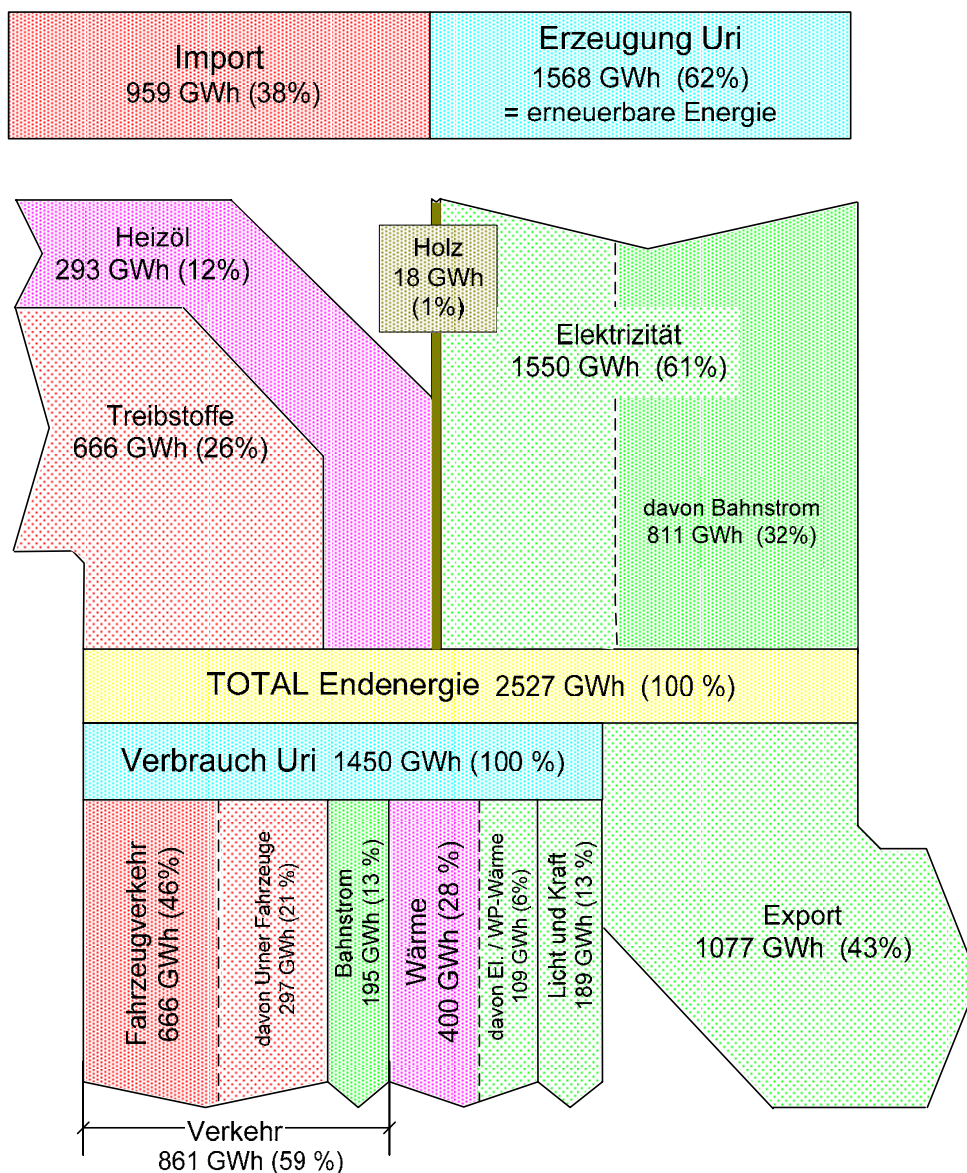 Import
959 GWh (38%)
Erzeugung Uri
1568 GWh (62%)
= erneuerbare Energie
Heizöl
293 GWh (12%)
Holz
18 GWh
(1%)
Elektrizität
1550 GWh (61%)
Treibstoffe
666 GWh (26%)
davon Bahnstrom
811 GWh (32%)
TOTAL Endenergie 2527 GWh (100 %)
Verbrauch Uri 1450 GWh (100 %)
Fahrzeugverkehr
666 GWh (46%)
davon Urner Fahrzeuge
297 GWh (21 %)
Bahnstrom
195 GWh (13 %)
Wärme
400 GWh (28 %)
davon El. / WP-Wärme
109 GWh (6%)
Licht und Kraft
189 GWh (13 %)
Export
1077 GWh (43%)
Verkehr
861 GWh (59 %)